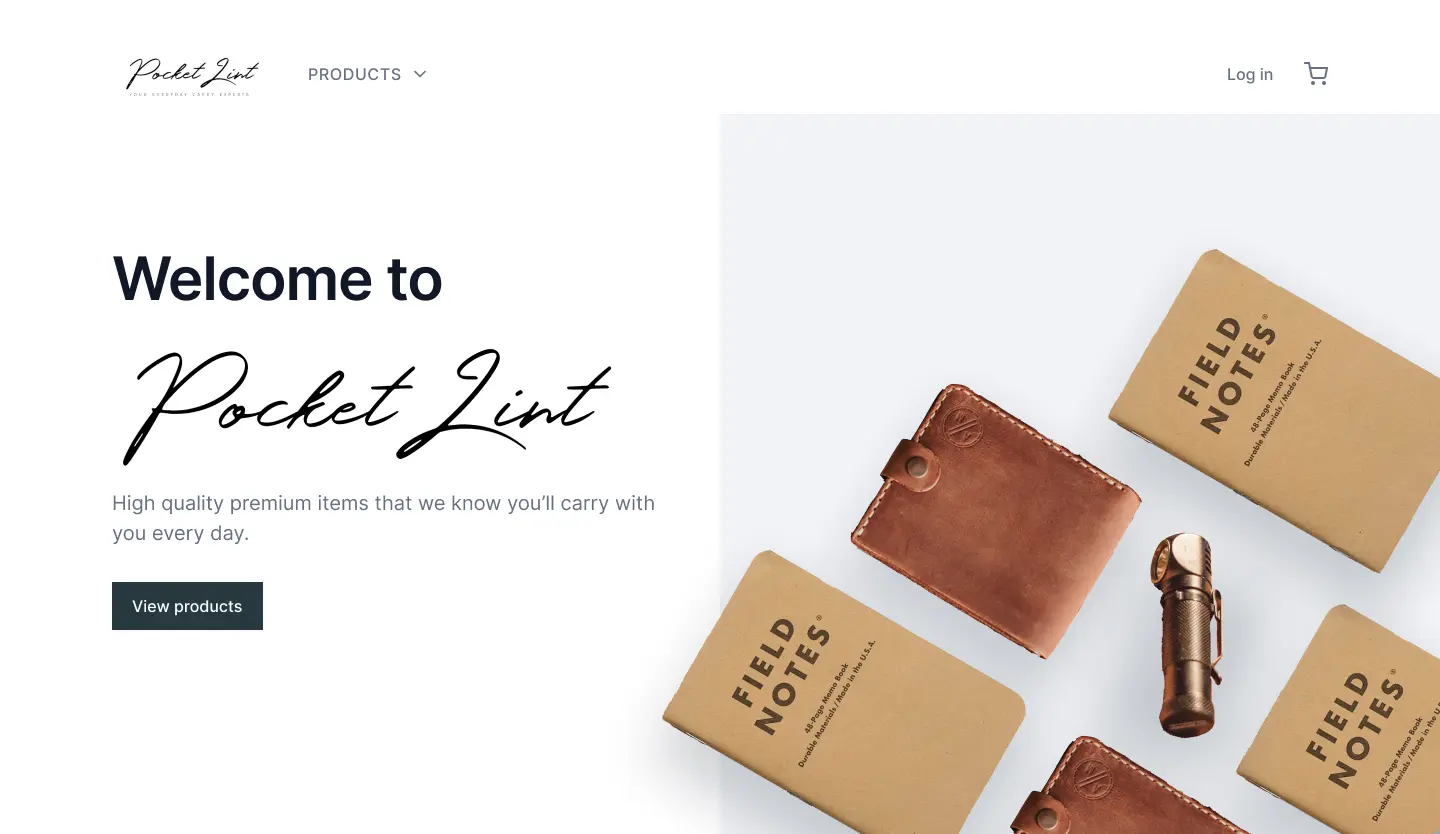 Pocket Lint
YOUR EVERYDAY CARRY EXPERTS
PRODUCTS
Log in
Welcome to
Pocket Lint
High quality premium items that we know you’ll carry with
you every day.
View products
FIELD
NOTES®
48-Page Memo Book
Durable Materials / Made in the U.S.A.
FIELD
NOTES®
48-Page Memo Book
Durable Materials / Made in the U.S.A.
FIELD
NOTES®
48-Page Memo Book
Durable Materials / Made in the U.S